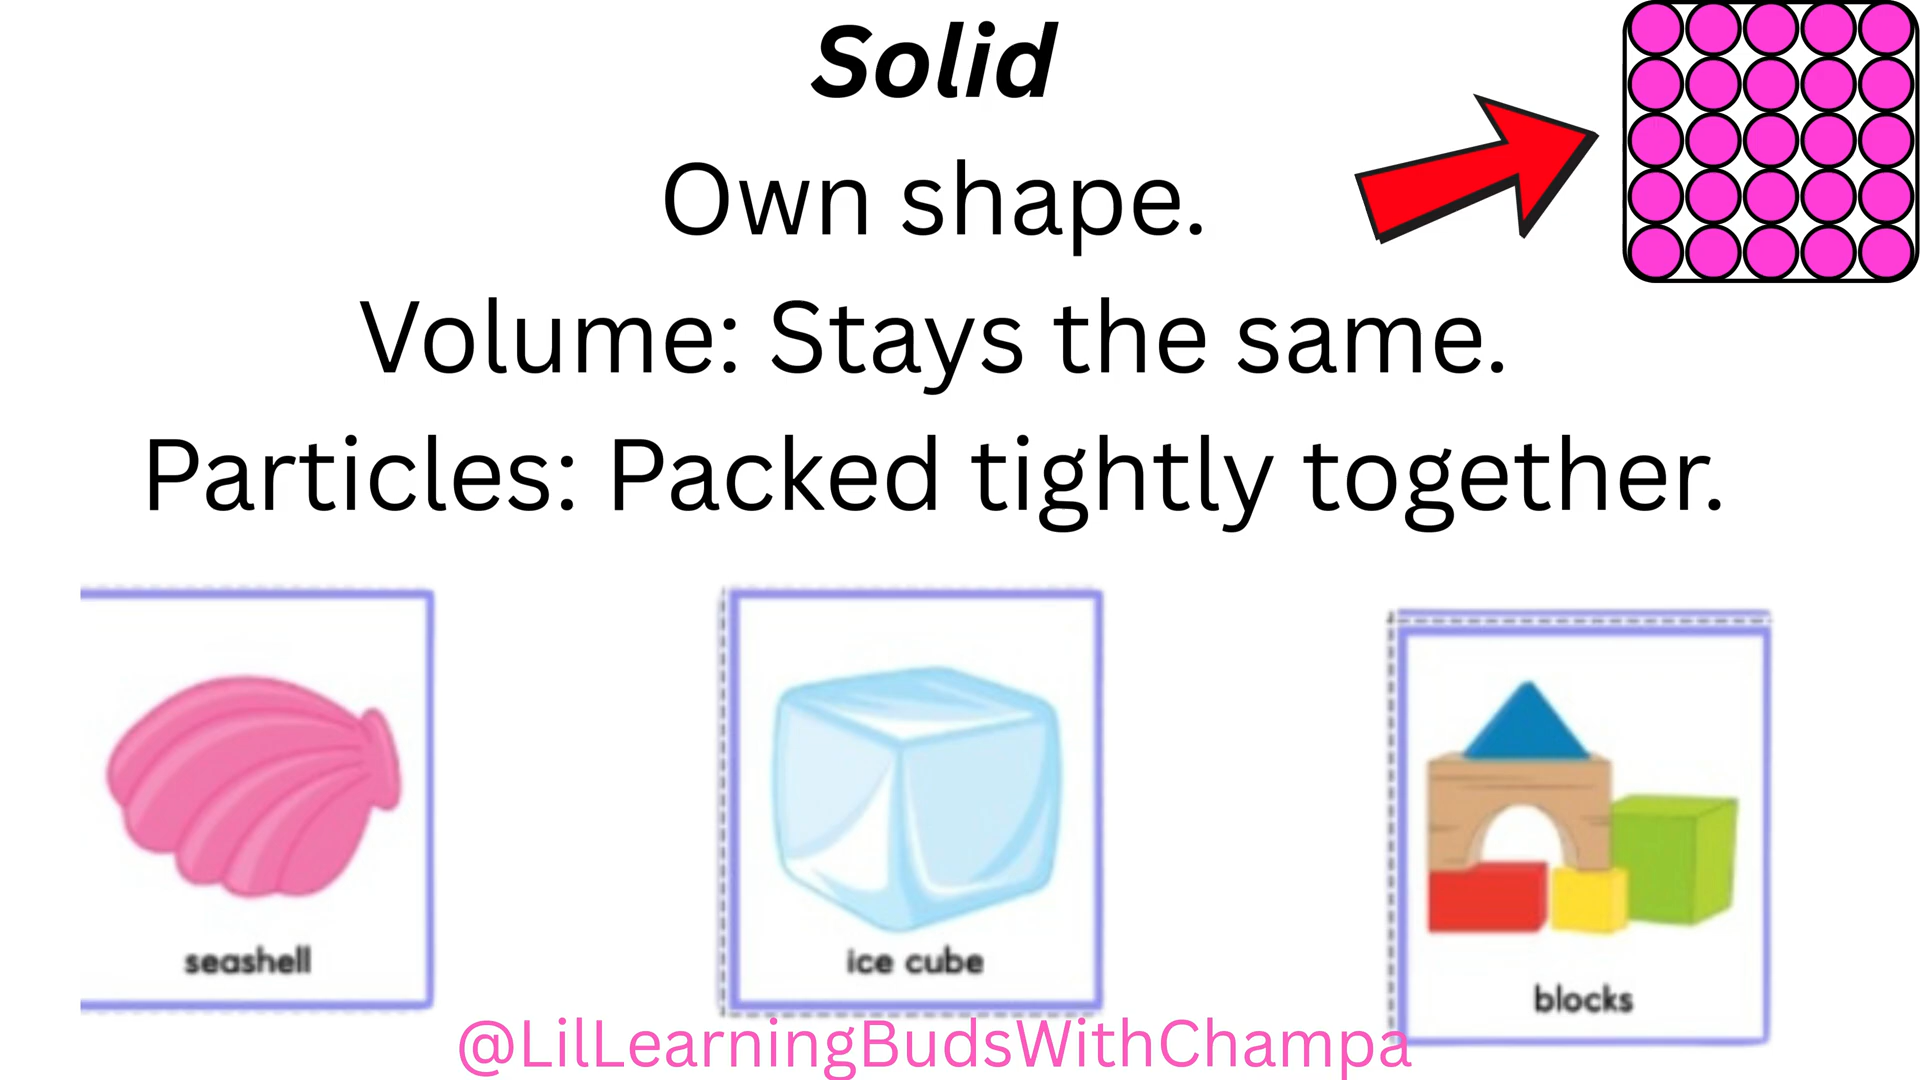 Solid
Own shape.
Volume: Stays the same.
Particles: Packed tightly together.
seashell
ice cube
blocks
@LilLearningBudsWithChampa